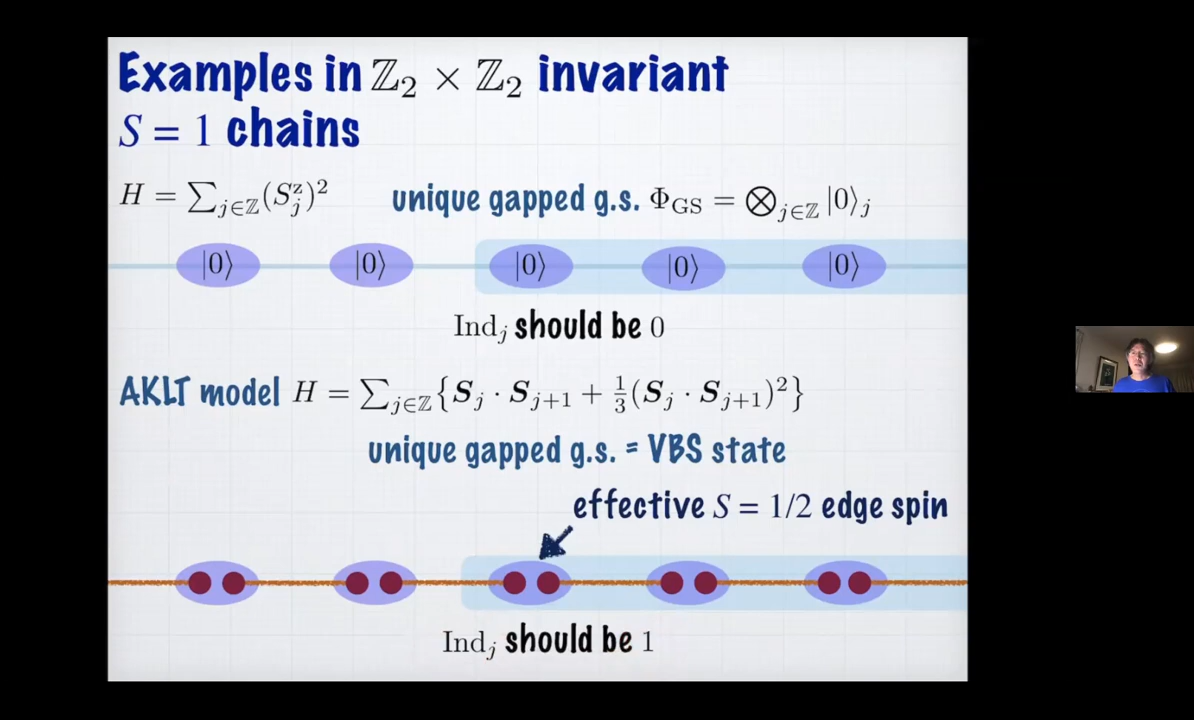 Examples in ℤ₂ × ℤ₂ invariant
S = 1 chains
H = ∑_{j∈ℤ}(S_j^z)² unique gapped g.s. Φ_GS = ⊗_{j∈ℤ} |0⟩_j
|0⟩ |0⟩ |0⟩ |0⟩ |0⟩
Ind_j should be 0
AKLT model H = ∑_{j∈ℤ}{S_j · S_{j+1} + 1/3(S_j · S_{j+1})²}
unique gapped g.s. = VBS state
effective S = 1/2 edge spin
Ind_j should be 1